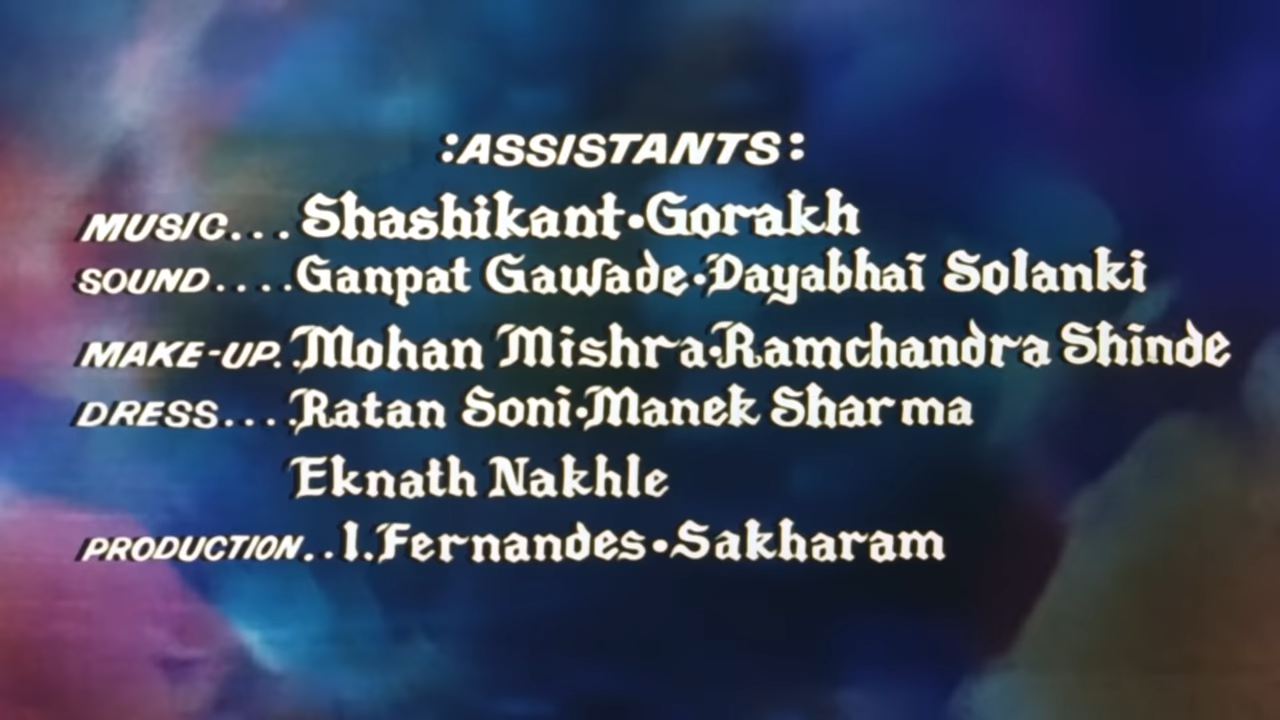 :ASSISTANTS:
MUSIC... Shashikant•Gorakh
SOUND....Ganpat Gawade•Dayabhai Solanki
MAKE-UP. Mohan Mishra•Ramchandra Shinde
DRESS....Ratan Soni•Manek Sharma
Eknath Nakhle
PRODUCTION..I.Fernandes•Sakharam